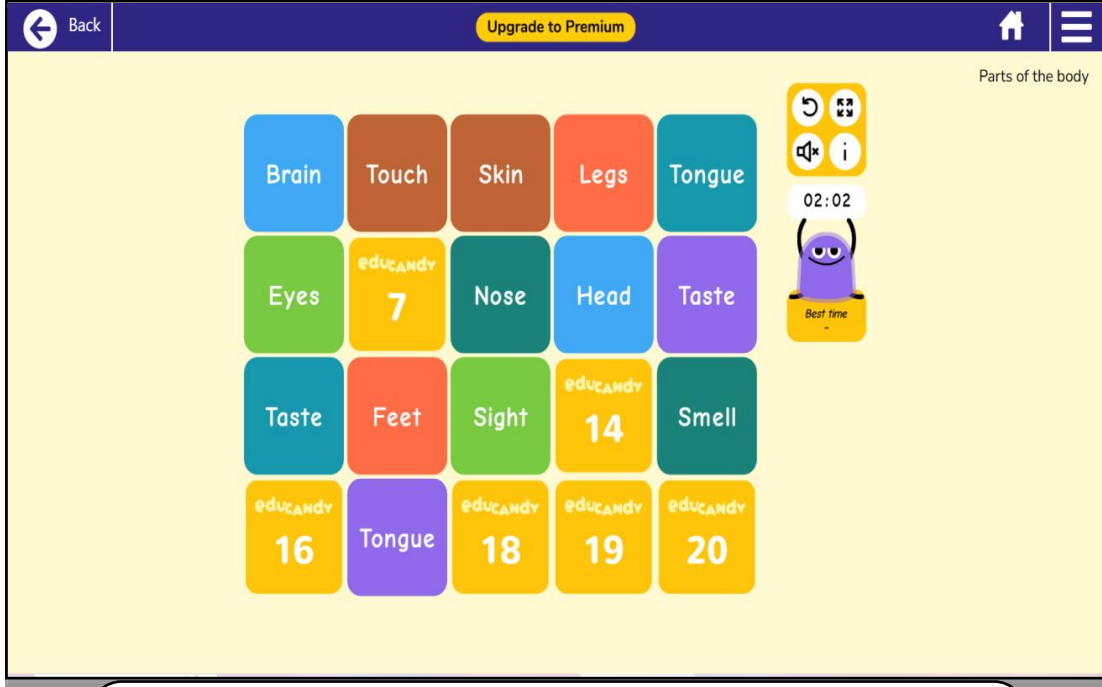 Back
Upgrade to Premium
Parts of the body
Brain Touch Skin Legs Tongue
02:02
Eyes educandy 7 Nose Head Taste
Best time
-
Taste Feet Sight educandy 14 Smell
educandy 16 Tongue educandy 18 educandy 19 educandy 20